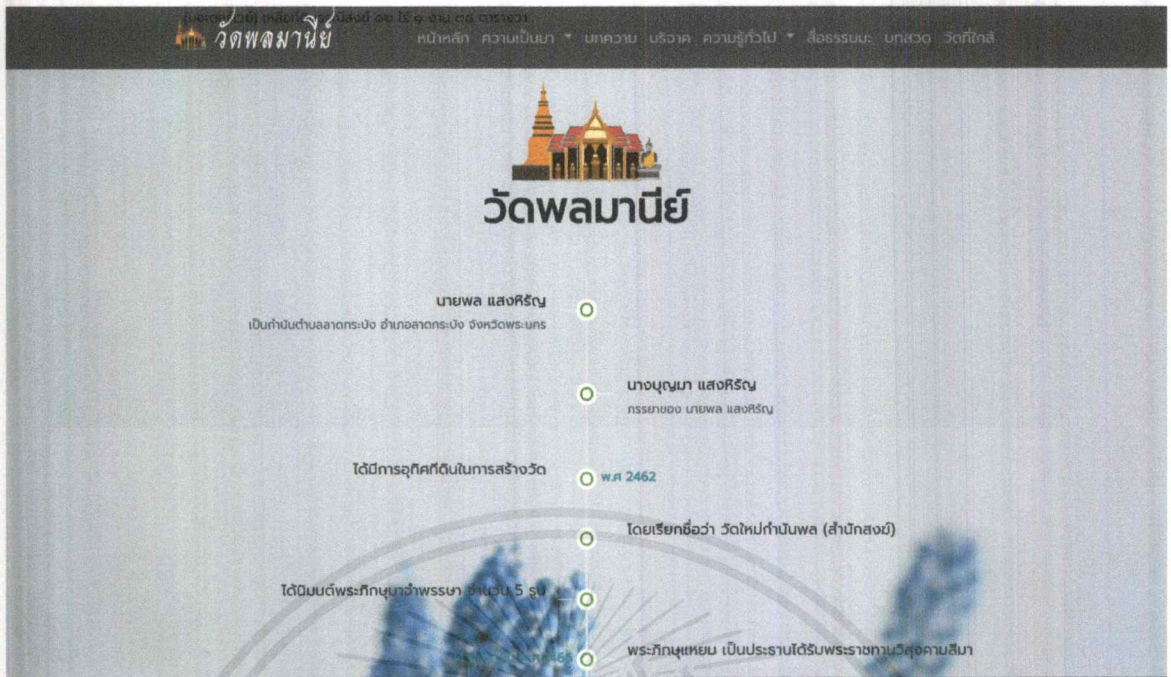 วัดพลมานีย์
หน้าหลัก ความเป็นมา บทความ บริจาค ความรู้ทั่วไป สื่อธรรมมะ บทสวด วัดที่ใกล้
วัดพลมานีย์
นายพล แสงหิรัญ
เป็นกำนันตำบลลาดกระบัง อำเภอลาดกระบัง จังหวัดพระนคร
นางบุญมา แสงหิรัญ
ภรรยาของ นายพล แสงหิรัญ
ได้มีการอุทิศที่ดินในการสร้างวัด
พ.ศ 2462
โดยเรียกชื่อว่า วัดใหม่กำนันพล (สำนักสงฆ์)
ได้นิมนต์พระภิกษุมาจำพรรษา จำนวน 5 รูป
พระภิกษุแหยม เป็นประธานได้รับพระราชทานวิสุงคามสีมา